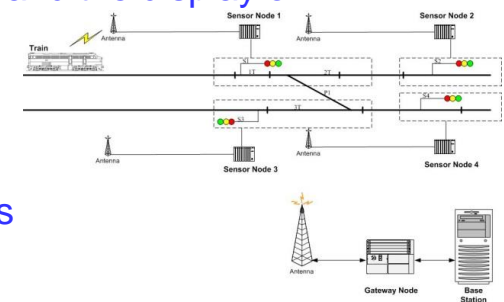 Sensor Node 1
Sensor Node 2
Antenna
Antenna
Train
S1
1T
2T
S2
P1
S4
3T
S3
Antenna
Antenna
Sensor Node 3
Sensor Node 4
s
Antenna
Gateway Node
Base
Station